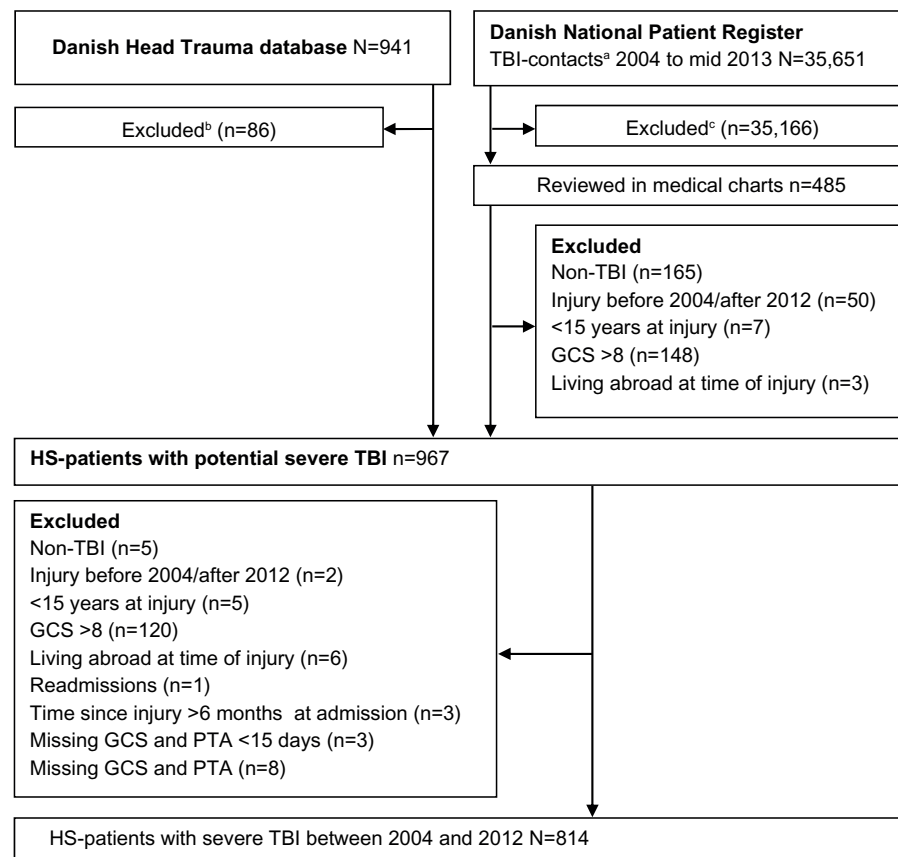 Danish Head Trauma database N=941
Danish National Patient Register
TBI-contactsᵃ 2004 to mid 2013 N=35,651
Excludedᵇ (n=86)
Excludedᶜ (n=35,166)
Reviewed in medical charts n=485
Excluded
Non-TBI (n=165)
Injury before 2004/after 2012 (n=50)
<15 years at injury (n=7)
GCS >8 (n=148)
Living abroad at time of injury (n=3)
HS-patients with potential severe TBI n=967
Excluded
Non-TBI (n=5)
Injury before 2004/after 2012 (n=2)
<15 years at injury (n=5)
GCS >8 (n=120)
Living abroad at time of injury (n=6)
Readmissions (n=1)
Time since injury >6 months at admission (n=3)
Missing GCS and PTA <15 days (n=3)
Missing GCS and PTA (n=8)
HS-patients with severe TBI between 2004 and 2012 N=814